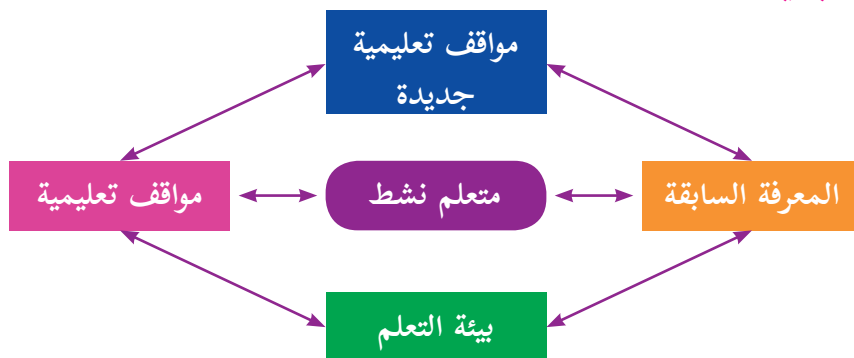 مواقف تعليمية
جديدة
المعرفة السابقة
متعلم نشط
مواقف تعليمية
بيئة التعلم